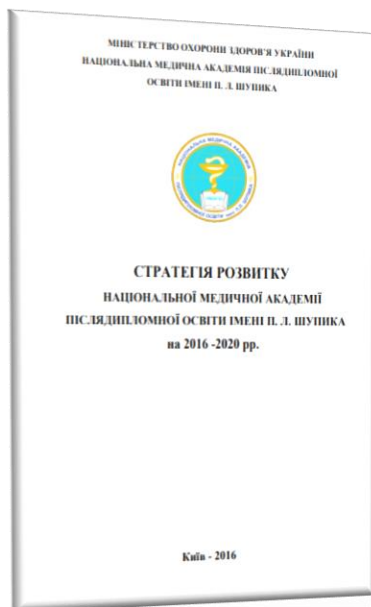 МІНІСТЕРСТВО ОХОРОНИ ЗДОРОВ'Я УКРАЇНИ
НАЦІОНАЛЬНА МЕДИЧНА АКАДЕМІЯ ПІСЛЯДИПЛОМНОЇ
ОСВІТИ ІМЕНІ П. Л. ШУПИКА
СТРАТЕГІЯ РОЗВИТКУ
НАЦІОНАЛЬНОЇ МЕДИЧНОЇ АКАДЕМІЇ
ПІСЛЯДИПЛОМНОЇ ОСВІТИ ІМЕНІ П. Л. ШУПИКА
на 2016 -2020 рр.
Київ - 2016